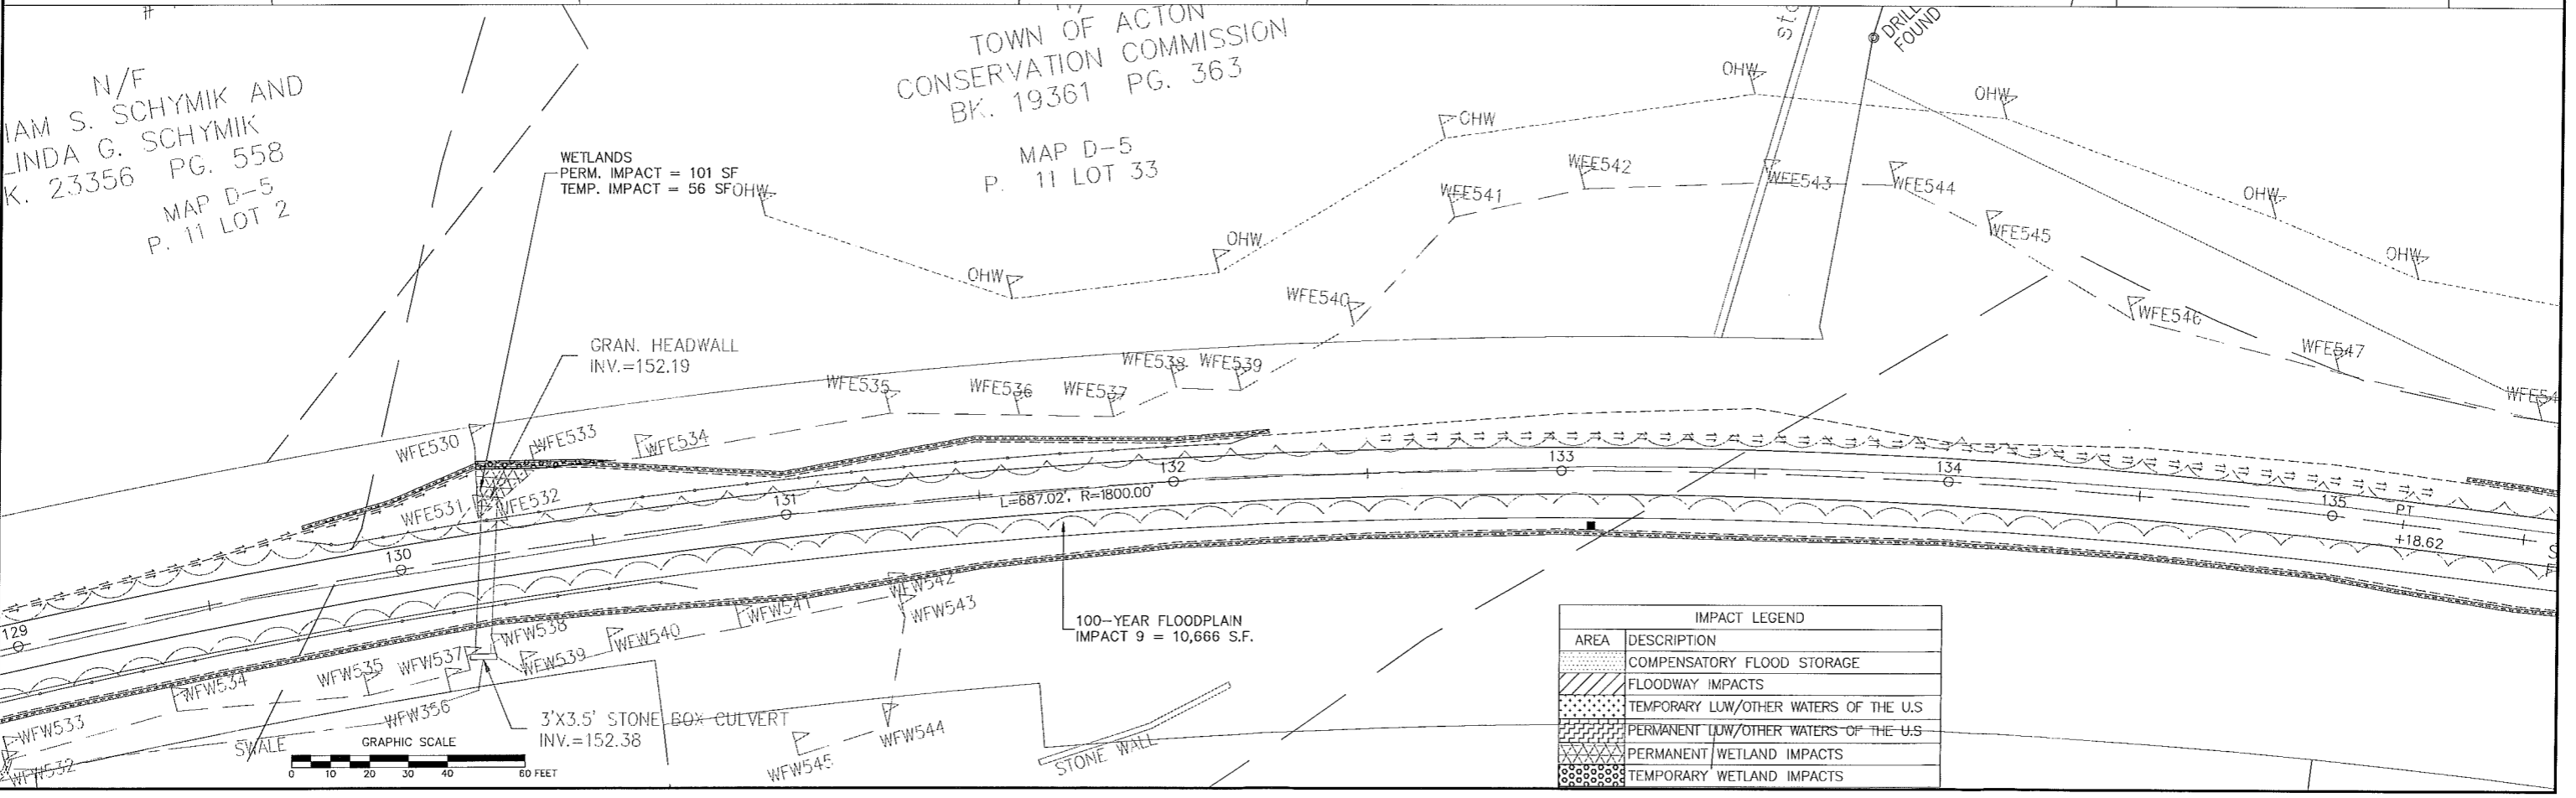 N/F
IAM S. SCHYMIK AND
LINDA G. SCHYMIK
K. 23356 PG. 558
MAP D-5
P. 11 LOT 2
TOWN OF ACTON
CONSERVATION COMMISSION
BK. 19361 PG. 363
MAP D-5
P. 11 LOT 33
DRILL
FOUND
WETLANDS
PERM. IMPACT = 101 SF
TEMP. IMPACT = 56 SF
OHW
OHW
OHW
OHW
OHW
OHW
OHW
OHW
WFE541
WFE542
WFE543
WFE544
WFE545
WFE546
WFE547
WFE54
WFE540
WFE539
WFE538
WFE537
WFE536
WFE535
GRAN. HEADWALL
INV.=152.19
WFE530
WFE533
WFE534
WFE531
WFE532
129
130
131
132
133
134
135
L=687.02', R=1800.00'
PT
+18.62
100-YEAR FLOODPLAIN
IMPACT 9 = 10,666 S.F.
WFW533
WFW532
WFW534
WFW535
WFW537
WFW538
WFW539
WFW540
WFW541
WFW542
WFW543
WFW544
WFW545
WFW356
SWALE
3'X3.5' STONE BOX CULVERT
INV.=152.38
STONE WALL
GRAPHIC SCALE
0 10 20 30 40 60 FEET
IMPACT LEGEND
AREA DESCRIPTION
COMPENSATORY FLOOD STORAGE
FLOODWAY IMPACTS
TEMPORARY LUW/OTHER WATERS OF THE U.S
PERMANENT LUW/OTHER WATERS OF THE U.S
PERMANENT WETLAND IMPACTS
TEMPORARY WETLAND IMPACTS